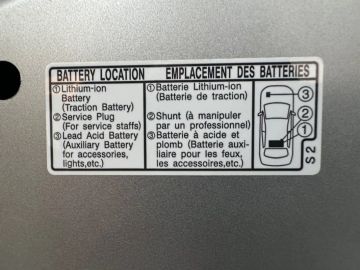 BATTERY LOCATION
①Lithium-ion
Battery
(Traction Battery)
②Service Plug
(For service staffs)
③Lead Acid Battery
(Auxiliary Battery
for accessories,
lights,etc.)
EMPLACEMENT DES BATTERIES
①Batterie Lithium-ion
(Batterie de traction)
②Shunt (à manipuler
par un professionnel)
③Batterie à acide et
plomb (Batterie auxi-
liaire pour les feux,
les accessoires, etc.)
③
②
①
S2